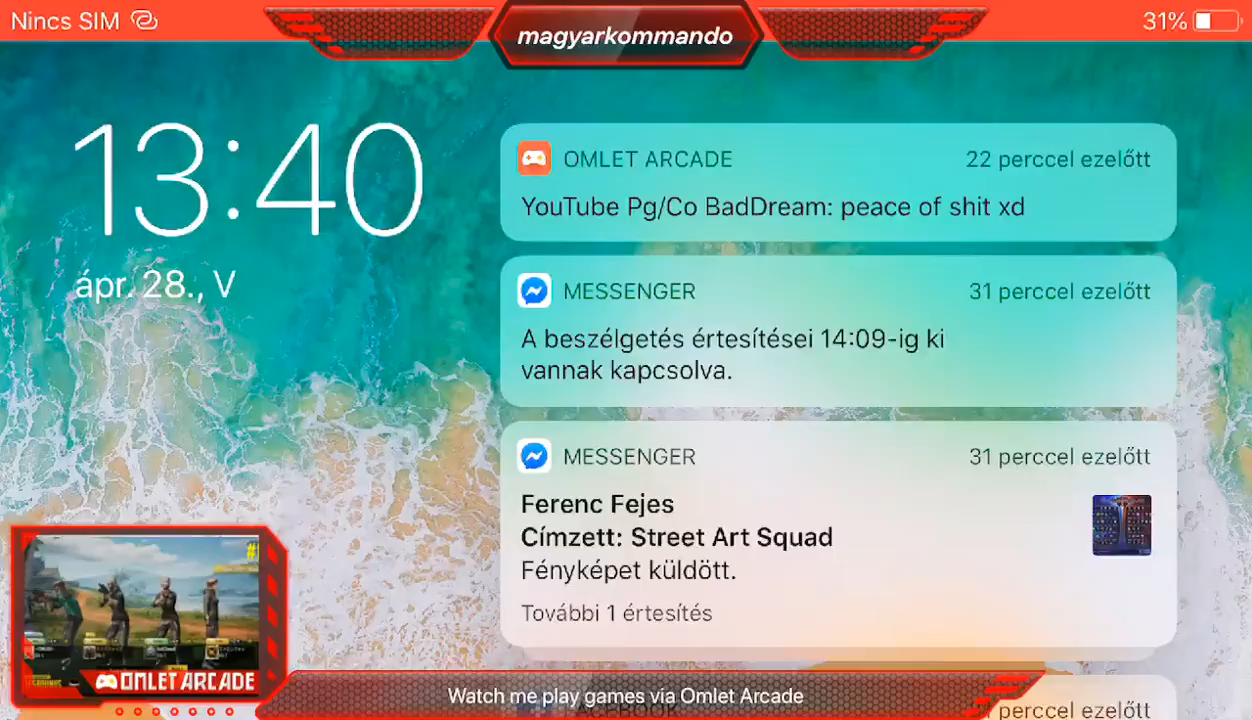 Nincs SIM
magyarkommando
31%
13:40
ápr. 28., V
OMLET ARCADE
22 perccel ezelőtt
YouTube Pg/Co BadDream: peace of shit xd
MESSENGER
31 perccel ezelőtt
A beszélgetés értesítései 14:09-ig ki
vannak kapcsolva.
MESSENGER
31 perccel ezelőtt
Ferenc Fejes
Címzett: Street Art Squad
Fényképet küldött.
További 1 értesítés
OMLET ARCADE
Watch me play games via Omlet Arcade
FACEBOOK
perccel ezelőtt